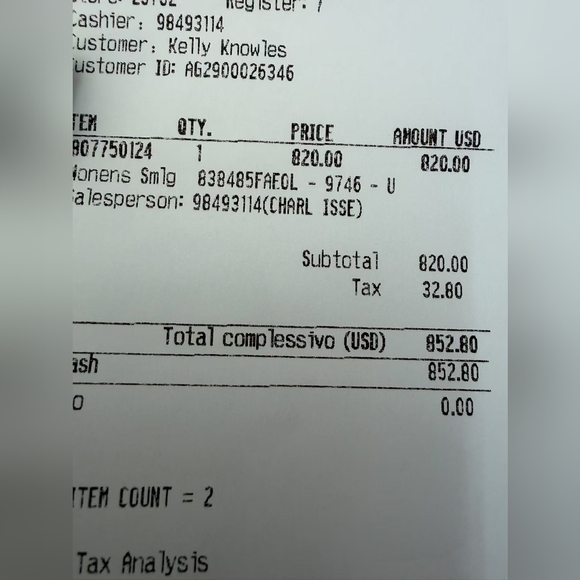 Register: 7
Cashier: 98493114
Customer: Kelly Knowles
ustomer ID: AG2900026346
TEM QTY. PRICE AMOUNT USD
807750124 1 820.00 820.00
Womens Smlg 838485FAEOL - 9746 - U
alesperson: 98493114(CHARL ISSE)
Subtotal 820.00
Tax 32.80
Total complessivo (USD) 852.80
ash 852.80
0 0.00
ITEM COUNT = 2
Tax Analysis